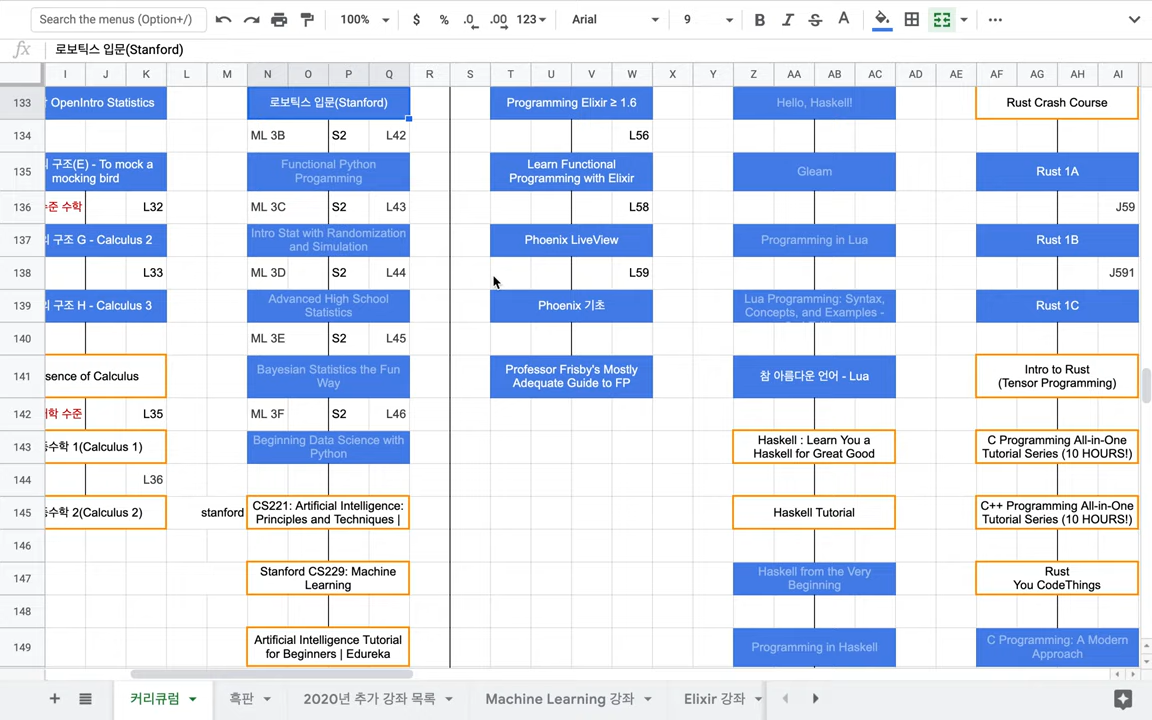 Search the menus (Option+/)
100%
$ % .0 .00 123
Arial
9
B I S A
fx 로보틱스 입문(Stanford)
I J K L M N O P Q R S T U V W X Y Z AA AB AC AD AE AF AG AH AI
133 OpenIntro Statistics 로보틱스 입문(Stanford) Programming Elixir ≥ 1.6 Hello, Haskell! Rust Crash Course
134 ML 3B S2 L42 L56
135 구조(E) - To mock a
mocking bird
Functional Python
Progamming
Learn Functional
Programming with Elixir
Gleam
Rust 1A
136 수준 수학 L32 ML 3C S2 L43 L58 J59
137 구조 G - Calculus 2
Intro Stat with Randomization
and Simulation
Phoenix LiveView
Programming in Lua
Rust 1B
138 L33 ML 3D S2 L44 L59 J591
139 구조 H - Calculus 3
Advanced High School
Statistics
Phoenix 기초
Lua Programming: Syntax,
Concepts, and Examples -
Rust 1C
140 ML 3E S2 L45
141 sence of Calculus
Bayesian Statistics the Fun
Way
Professor Frisby's Mostly
Adequate Guide to FP
참 아름다운 언어 - Lua
Intro to Rust
(Tensor Programming)
142 수준 L35 ML 3F S2 L46
143 수학 1(Calculus 1)
Beginning Data Science with
Python
Haskell : Learn You a
Haskell for Great Good
C Programming All-in-One
Tutorial Series (10 HOURS!)
144 L36
145 수학 2(Calculus 2)
stanford
CS221: Artificial Intelligence:
Principles and Techniques |
Haskell Tutorial
C++ Programming All-in-One
Tutorial Series (10 HOURS!)
146
147
Stanford CS229: Machine
Learning
Haskell from the Very
Beginning
Rust
You CodeThings
148
149
Artificial Intelligence Tutorial
for Beginners | Edureka
Programming in Haskell
C Programming: A Modern
Approach
커리큐럼 흑판 2020년 추가 강좌 목록 Machine Learning 강좌 Elixir 강좌